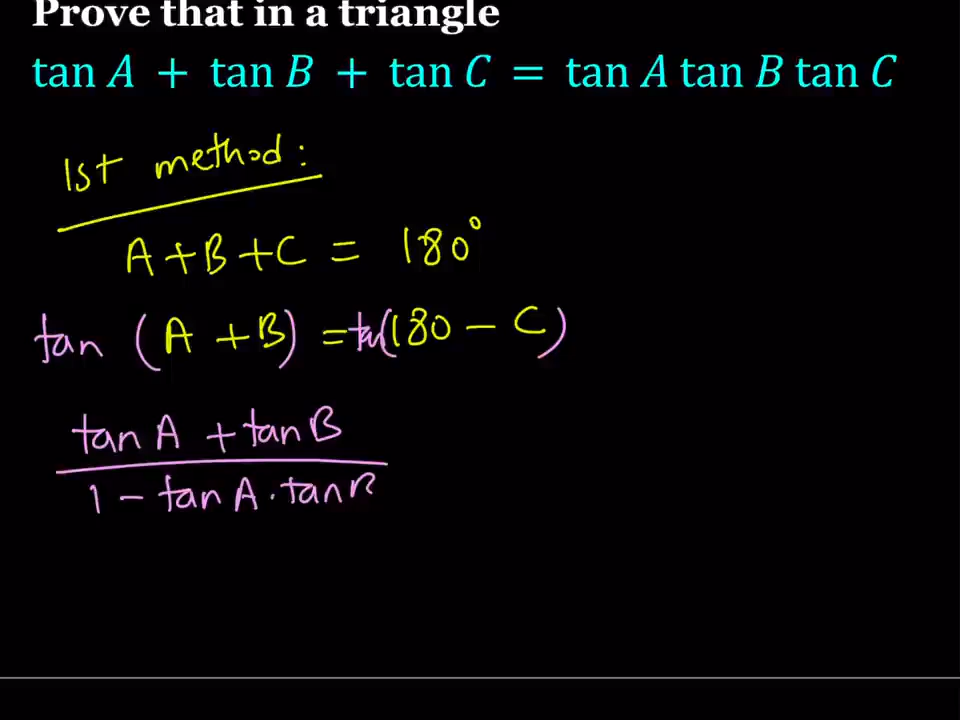 Prove that in a triangle
tan A + tan B + tan C = tan A tan B tan C
1st method:
A+B+C = 180°
tan (A+B) = tan(180 - C)
tan A + tan B
1 - tan A · tan B